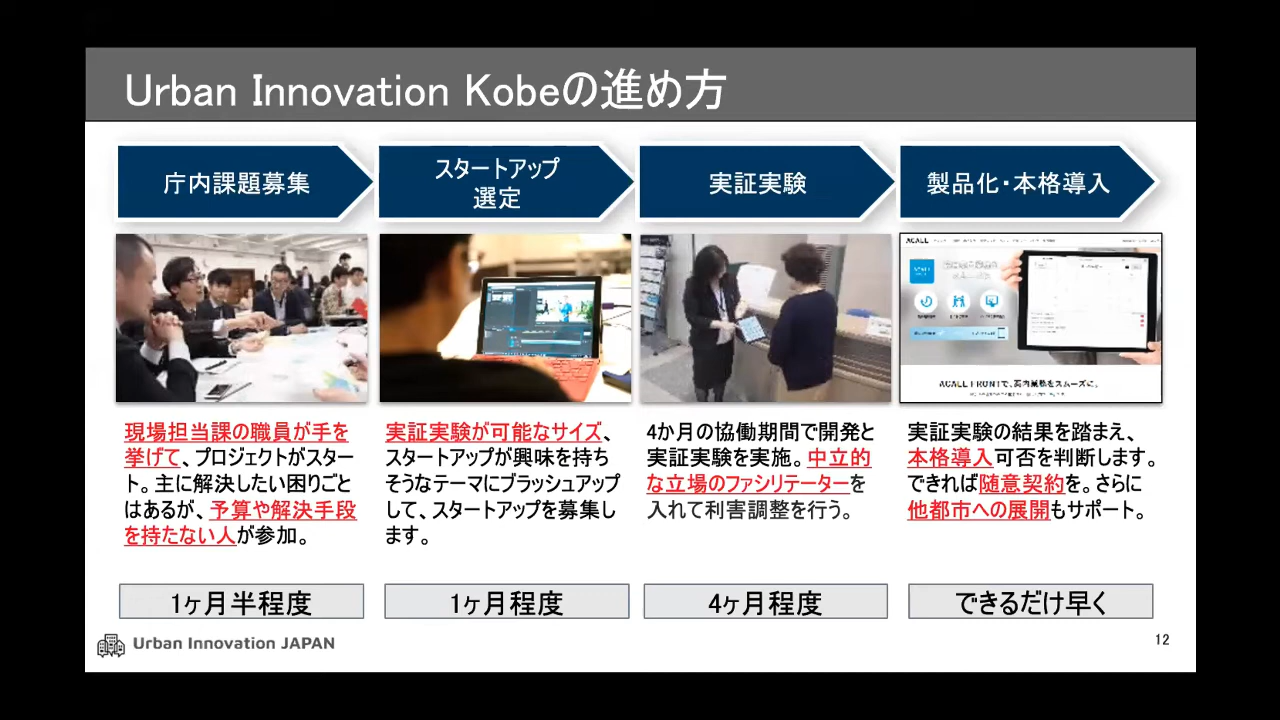 Urban Innovation Kobeの進め方
庁内課題募集
スタートアップ
選定
実証実験
製品化・本格導入
ACALL
ACALL FRONTで、案内業務をスムーズに。
現場担当課の職員が手を
挙げて、プロジェクトがスター
ト。主に解決したい困りごと
はあるが、予算や解決手段
を持たない人が参加。
実証実験が可能なサイズ、
スタートアップが興味を持ち
そうなテーマにブラッシュアップ
して、スタートアップを募集し
ます。
4か月の協働期間で開発と
実証実験を実施。中立的
な立場のファシリテーターを
入れて利害調整を行う。
実証実験の結果を踏まえ、
本格導入可否を判断します。
できれば随意契約を。さらに
他都市への展開もサポート。
1ヶ月半程度
1ヶ月程度
4ヶ月程度
できるだけ早く
Urban Innovation JAPAN
12